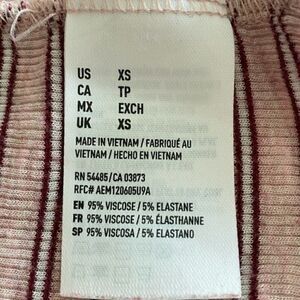 US XS
CA TP
MX EXCH
UK XS
MADE IN VIETNAM / FABRIQUÉ AU
VIETNAM / HECHO EN VIETNAM
RN 54485/CA 03873
RFC# AEM120605U9A
EN 95% VISCOSE / 5% ELASTANE
FR 95% VISCOSE / 5% ÉLASTHANNE
SP 95% VISCOSA / 5% ELASTANO